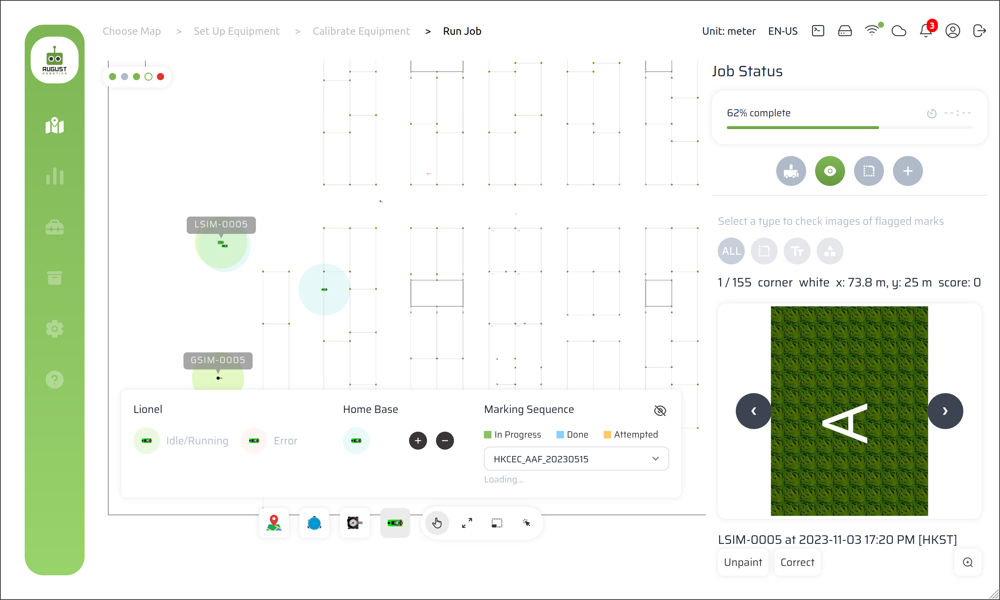 Choose Map > Set Up Equipment > Calibrate Equipment > Run Job
Unit: meter EN-US 3
AUGUST
ROBOTICS
Job Status
62% complete --:--
Select a type to check images of flagged marks
ALL Tт
1 / 155 corner white x: 73.8 m, y: 25 m score: 0
A
LSIM-0005 at 2023-11-03 17:20 PM [HKST]
Unpaint Correct
LSIM-0005
GSIM-0005
Lionel
Idle/Running Error
Home Base
Marking Sequence
In Progress Done Attempted
HKCEC_AAF_20230515
Loading...